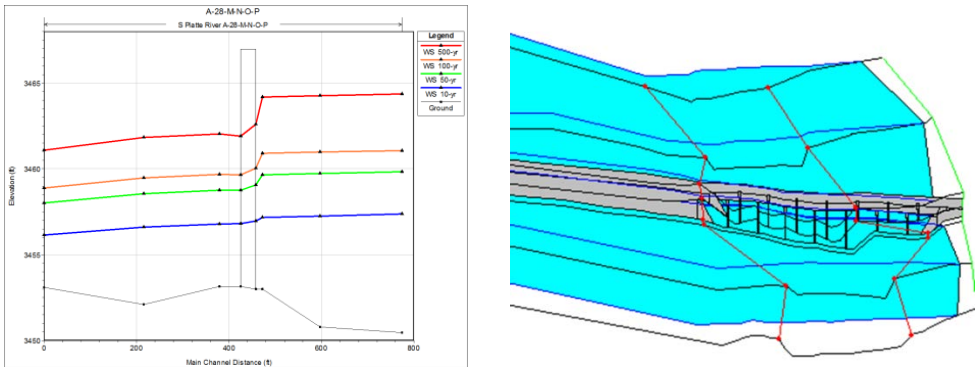 A-28-M-N-O-P
S Platte River A-28-M-N-O-P
Legend
WS 500-yr
WS 100-yr
WS 50-yr
WS 10-yr
Ground
3465
3460
3455
3450
Elevation (ft)
0 200 400 600 800
Main Channel Distance (ft)